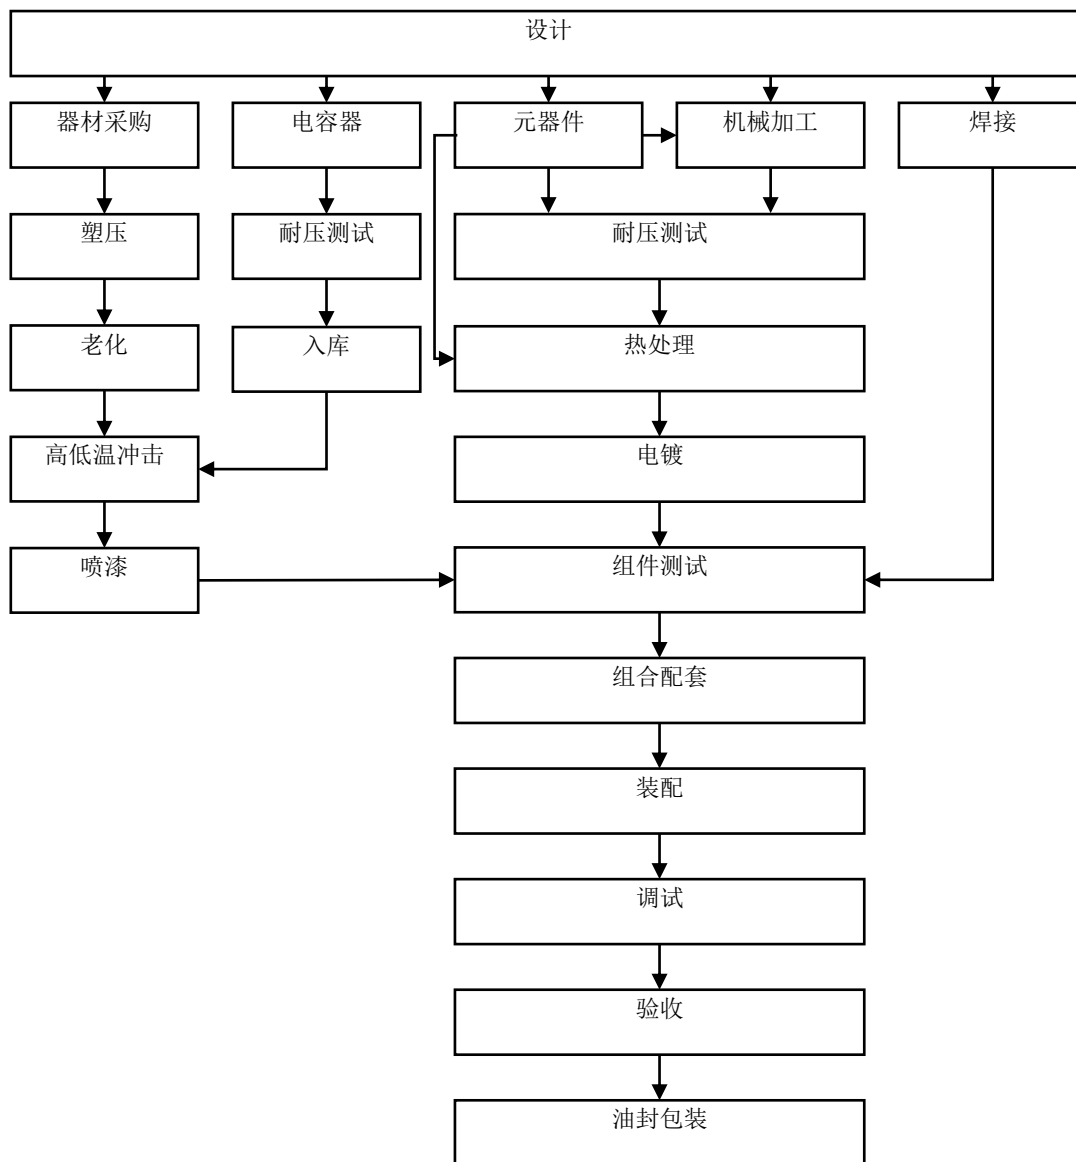 设计
器材采购
电容器
元器件
机械加工
焊接
塑压
耐压测试
耐压测试
老化
入库
热处理
高低温冲击
电镀
喷漆
组件测试
组合配套
装配
调试
验收
油封包装